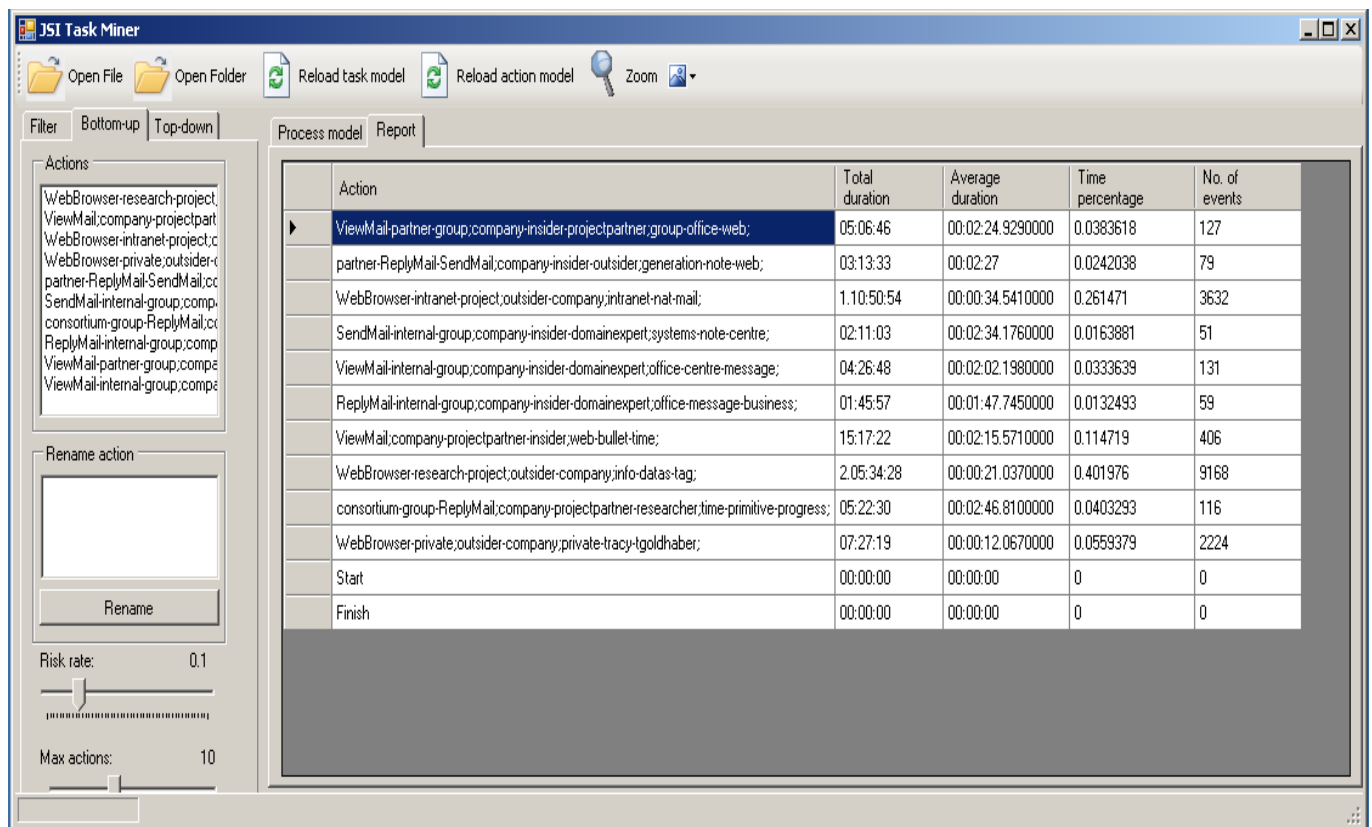 JSI Task Miner
Open File Open Folder Reload task model Reload action model Zoom
Filter Bottom-up Top-down
Actions
WebBrowser-research-project,
ViewMail;company-projectpart
WebBrowser-intranet-project;c
WebBrowser-private;outsider-c
partner-ReplyMail-SendMail;cc
SendMail-internal-group;comp
consortium-group-ReplyMail;cc
ReplyMail-internal-group;comp
ViewMail-partner-group;compa
ViewMail-internal-group;compa
Rename action
Rename
Risk rate: 0.1
Max actions: 10
Process model Report
Action Total duration Average duration Time percentage No. of events
ViewMail-partner-group;company-insider-projectpartner;group-office-web; 05:06:46 00:02:24.9290000 0.0383618 127
partner-ReplyMail-SendMail;company-insider-outsider;generation-note-web; 03:13:33 00:02:27 0.0242038 79
WebBrowser-intranet-project;outsider-company;intranet-nat-mail; 1.10:50:54 00:00:34.5410000 0.261471 3632
SendMail-internal-group;company-insider-domainexpert;systems-note-centre; 02:11:03 00:02:34.1760000 0.0163881 51
ViewMail-internal-group;company-insider-domainexpert;office-centre-message; 04:26:48 00:02:02.1980000 0.0333639 131
ReplyMail-internal-group;company-insider-domainexpert;office-message-business; 01:45:57 00:01:47.7450000 0.0132493 59
ViewMail;company-projectpartner-insider;web-bullet-time; 15:17:22 00:02:15.5710000 0.114719 406
WebBrowser-research-project;outsider-company;info-datas-tag; 2.05:34:28 00:00:21.0370000 0.401976 9168
consortium-group-ReplyMail;company-projectpartner-researcher;time-primitive-progress; 05:22:30 00:02:46.8100000 0.0403293 116
WebBrowser-private;outsider-company;private-tracy-tgoldhaber; 07:27:19 00:00:12.0670000 0.0559379 2224
Start 00:00:00 00:00:00 0 0
Finish 00:00:00 00:00:00 0 0